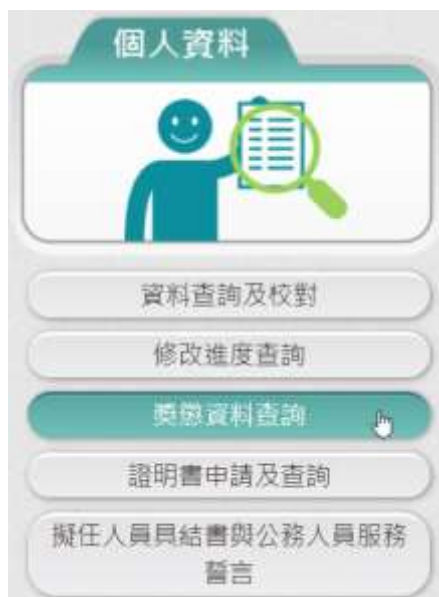 個人資料
資料查詢及校對
修改進度查詢
獎懲資料查詢
證明書申請及查詢
擬任人員具結書與公務人員服務
誓言